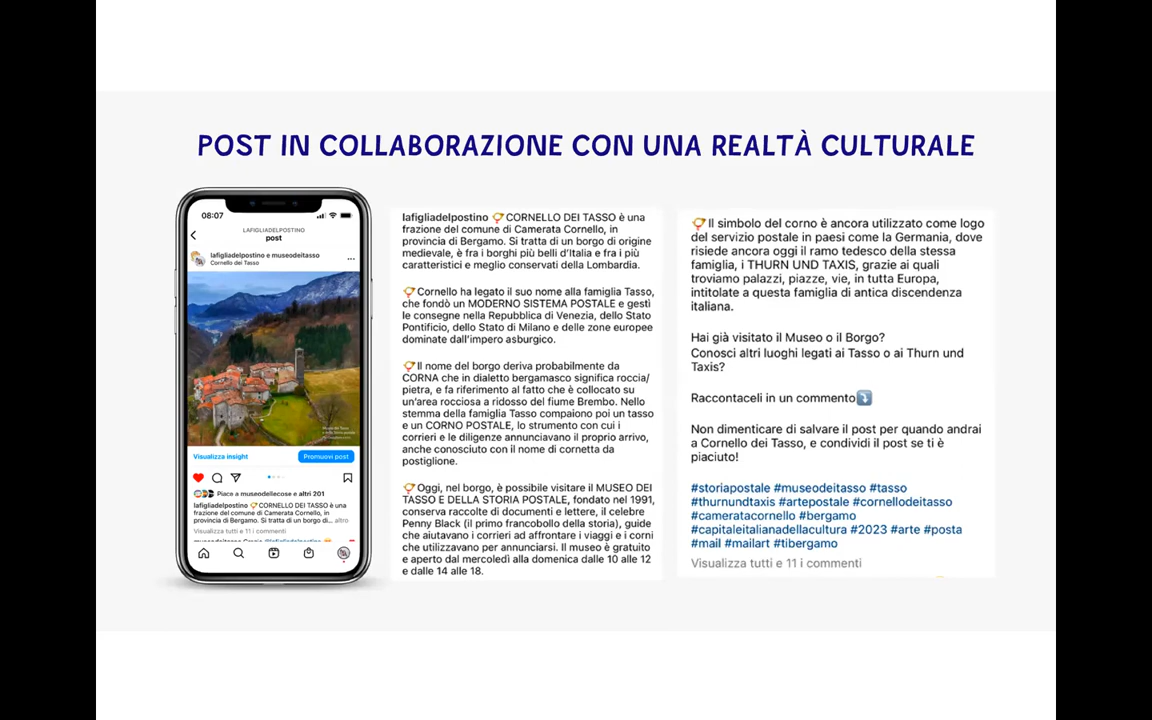 POST IN COLLABORAZIONE CON UNA REALTÀ CULTURALE
08:07
LAFIGLIADELPOSTINO
post
lafigliadelpostino e museodeitasso
Cornello dei Tasso
Visualizza insight
Promuovi post
Piace a museodellecose e altri 201
lafigliadelpostino CORNELLO DEI TASSO è una
frazione del comune di Camerata Cornello, in
provincia di Bergamo. Si tratta di un borgo di... altro
Visualizza tutti e 11 i commenti
lafigliadelpostino CORNELLO DEI TASSO è una
frazione del comune di Camerata Cornello, in
provincia di Bergamo. Si tratta di un borgo di origine
medievale, è fra i borghi più belli d'Italia e fra i più
caratteristici e meglio conservati della Lombardia.
Cornello ha legato il suo nome alla famiglia Tasso,
che fondò un MODERNO SISTEMA POSTALE e gestì
le consegne nella Repubblica di Venezia, dello Stato
Pontificio, dello Stato di Milano e delle zone europee
dominate dall'impero asburgico.
Il nome del borgo deriva probabilmente da
CORNA che in dialetto bergamasco significa roccia/
pietra, e fa riferimento al fatto che è collocato su
un'area rocciosa a ridosso del fiume Brembo. Nello
stemma della famiglia Tasso compaiono poi un tasso
e un CORNO POSTALE, lo strumento con cui i
corrieri e le diligenze annunciavano il proprio arrivo,
anche conosciuto con il nome di cornetta da
postiglione.
Oggi, nel borgo, è possibile visitare il MUSEO DEI
TASSO E DELLA STORIA POSTALE, fondato nel 1991,
conserva raccolte di documenti e lettere, il celebre
Penny Black (il primo francobollo della storia), guide
che aiutavano i corrieri ad affrontare i viaggi e i corni
che utilizzavano per annunciarsi. Il museo è gratuito
e aperto dal mercoledì alla domenica dalle 10 alle 12
e dalle 14 alle 18.
Il simbolo del corno è ancora utilizzato come logo
del servizio postale in paesi come la Germania, dove
risiede ancora oggi il ramo tedesco della stessa
famiglia, i THURN UND TAXIS, grazie ai quali
troviamo palazzi, piazze, vie, in tutta Europa,
intitolate a questa famiglia di antica discendenza
italiana.
Hai già visitato il Museo o il Borgo?
Conosci altri luoghi legati ai Tasso o ai Thurn und
Taxis?
Raccontaceli in un commento
Non dimenticare di salvare il post per quando andrai
a Cornello dei Tasso, e condividi il post se ti è
piaciuto!
#storiapostale #museodeitasso #tasso
#thurnundtaxis #artepostale #cornellodeitasso
#cameratacornello #bergamo
#capitaleitalianadellacultura #2023 #arte #posta
#mail #mailart #tibergamo
Visualizza tutti e 11 i commenti